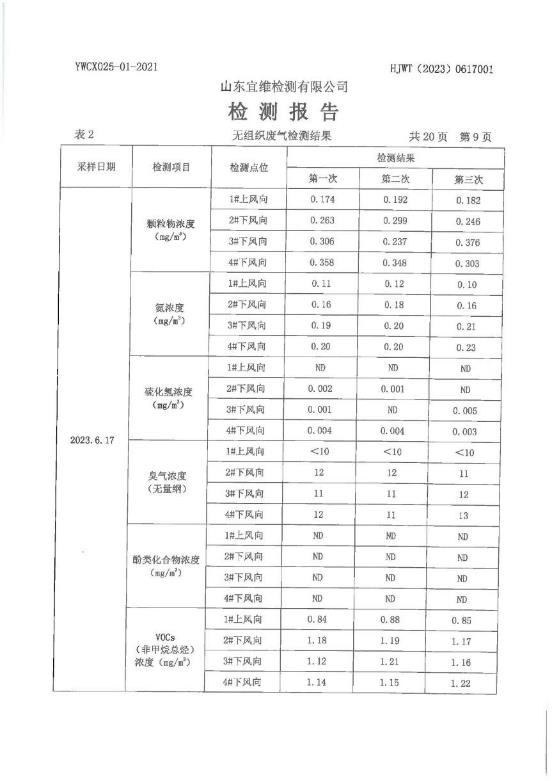 YWCX025-01-2021 HJWT（2023）0617001
山东宜维检测有限公司
检测报告
表2 无组织废气检测结果 共20页 第9页
采样日期 检测项目 检测点位 检测结果
第一次 第二次 第三次
2023.6.17
颗粒物浓度
（mg/m³）
1#上风向 0.174 0.192 0.182
2#下风向 0.263 0.299 0.246
3#下风向 0.306 0.237 0.376
4#下风向 0.358 0.348 0.303
氨浓度
（mg/m³）
1#上风向 0.11 0.12 0.10
2#下风向 0.16 0.18 0.16
3#下风向 0.19 0.20 0.21
4#下风向 0.20 0.20 0.23
硫化氢浓度
（mg/m³）
1#上风向 ND ND ND
2#下风向 0.002 0.001 ND
3#下风向 0.001 ND 0.005
4#下风向 0.004 0.004 0.003
臭气浓度
（无量纲）
1#上风向 ＜10 ＜10 ＜10
2#下风向 12 12 11
3#下风向 11 11 12
4#下风向 12 11 13
酚类化合物浓度
（mg/m³）
1#上风向 ND ND ND
2#下风向 ND ND ND
3#下风向 ND ND ND
4#下风向 ND ND ND
VOCs
（非甲烷总烃）
浓度（mg/m³）
1#上风向 0.84 0.88 0.85
2#下风向 1.18 1.19 1.17
3#下风向 1.12 1.21 1.16
4#下风向 1.14 1.15 1.22